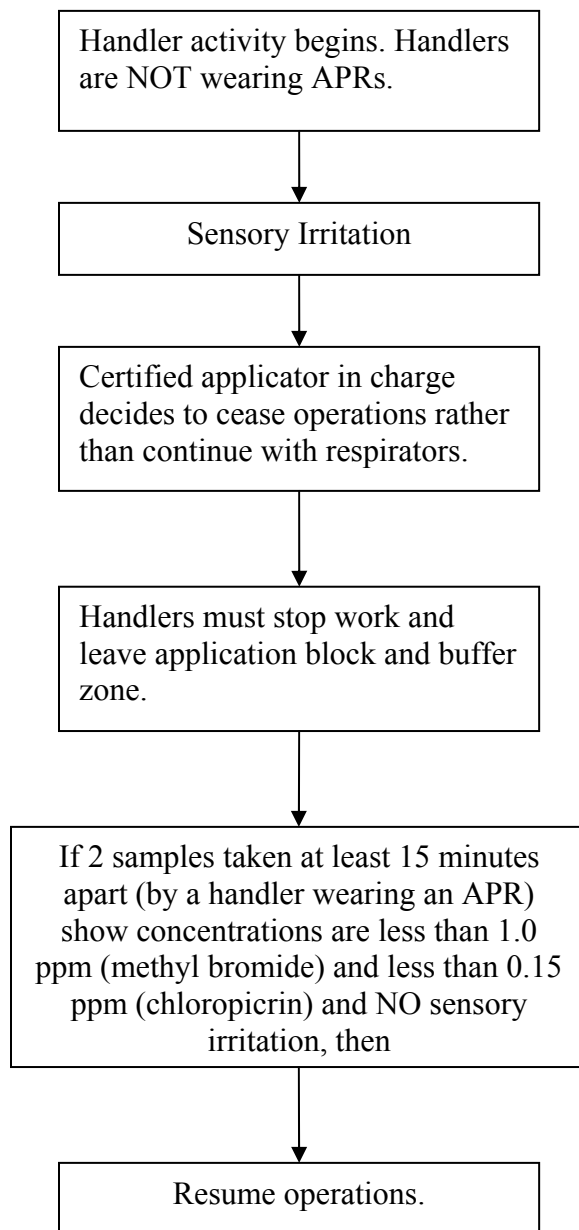 Handler activity begins. Handlers
are NOT wearing APRs.
Sensory Irritation
Certified applicator in charge
decides to cease operations rather
than continue with respirators.
Handlers must stop work and
leave application block and buffer
zone.
If 2 samples taken at least 15 minutes
apart (by a handler wearing an APR)
show concentrations are less than 1.0
ppm (methyl bromide) and less than 0.15
ppm (chloropicrin) and NO sensory
irritation, then
Resume operations.